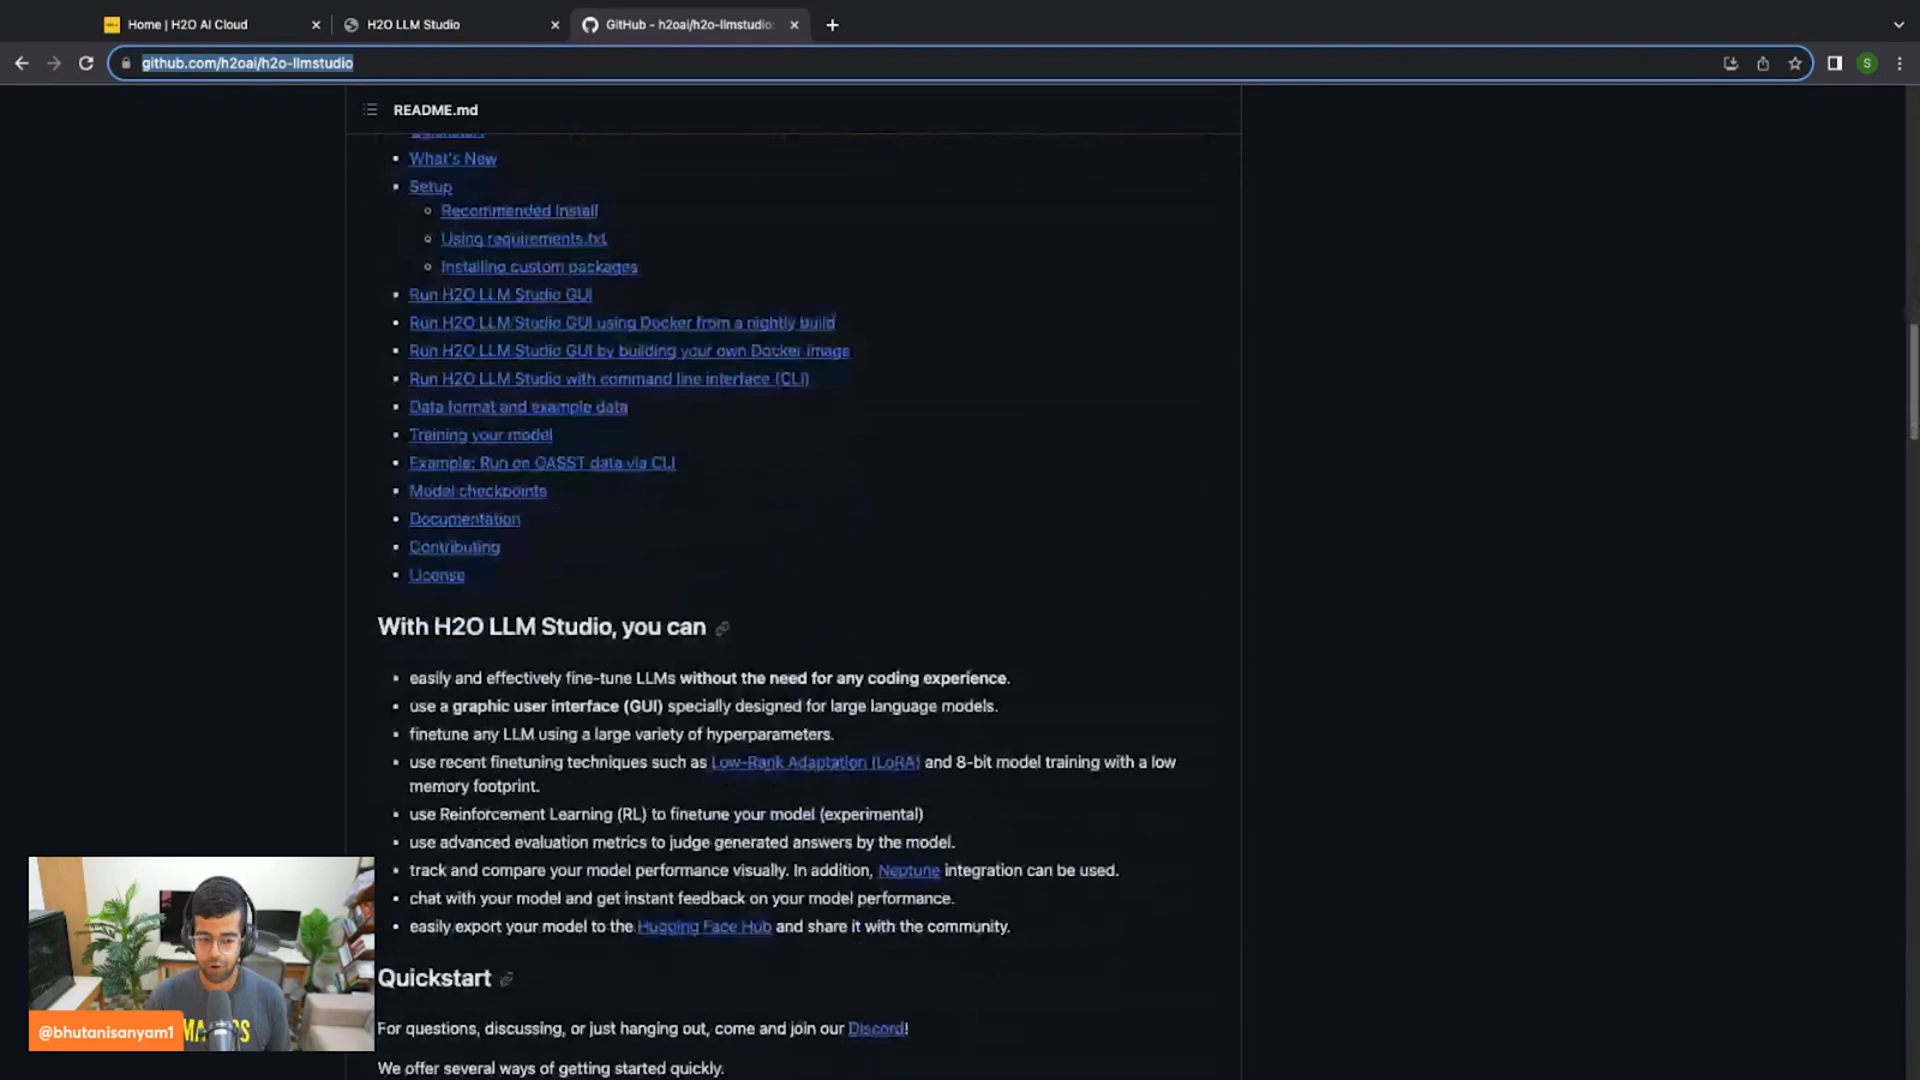 Home | H2O AI Cloud
H2O LLM Studio
GitHub - h2oai/h2o-llmstudio:
github.com/h2oai/h2o-llmstudio
S
README.md
What's New
Setup
Recommended Install
Using requirements.txt
Installing custom packages
Run H2O LLM Studio GUI
Run H2O LLM Studio GUI using Docker from a nightly build
Run H2O LLM Studio GUI by building your own Docker image
Run H2O LLM Studio with command line interface (CLI)
Data format and example data
Training your model
Example: Run on OASST data via CLI
Model checkpoints
Documentation
Contributing
License
With H2O LLM Studio, you can
easily and effectively fine-tune LLMs without the need for any coding experience.
use a graphic user interface (GUI) specially designed for large language models.
finetune any LLM using a large variety of hyperparameters.
use recent finetuning techniques such as Low-Rank Adaptation (LoRA) and 8-bit model training with a low
memory footprint.
use Reinforcement Learning (RL) to finetune your model (experimental)
use advanced evaluation metrics to judge generated answers by the model.
track and compare your model performance visually. In addition, Neptune integration can be used.
chat with your model and get instant feedback on your model performance.
easily export your model to the Hugging Face Hub and share it with the community.
Quickstart
For questions, discussing, or just hanging out, come and join our Discord!
We offer several ways of getting started quickly.
@bhutanisanyam1